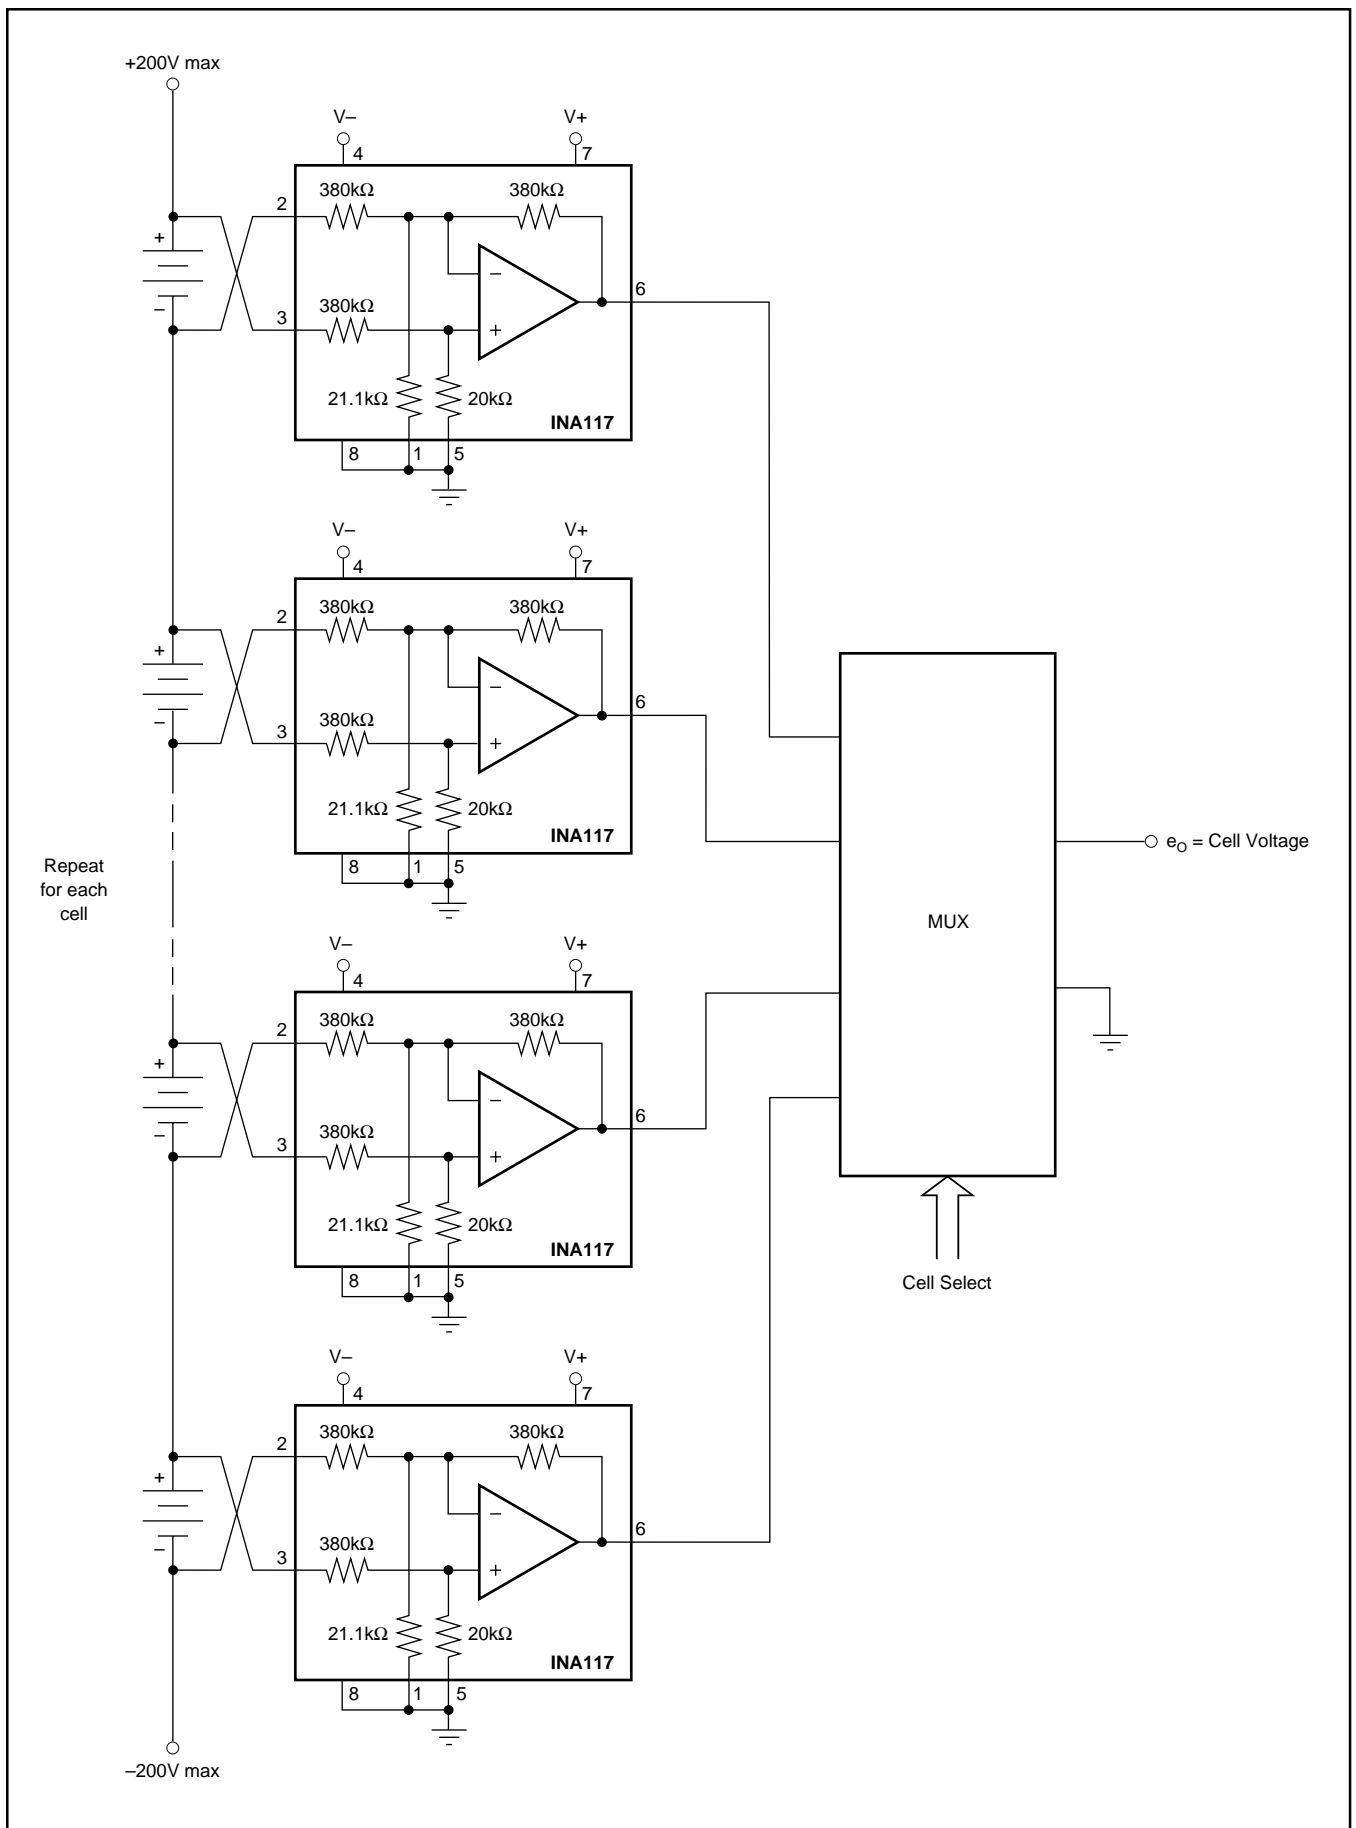 +200V max
V–
V+
4
7
380kΩ
380kΩ
2
+
–
6
–
380kΩ
3
+
21.1kΩ
20kΩ
INA117
8
1
5
V–
V+
4
7
380kΩ
380kΩ
2
+
–
6
–
380kΩ
3
+
21.1kΩ
20kΩ
INA117
8
1
5
Repeat
for each
cell
MUX
eO = Cell Voltage
Cell Select
V–
V+
4
7
380kΩ
380kΩ
2
+
–
6
–
380kΩ
3
+
21.1kΩ
20kΩ
INA117
8
1
5
V–
V+
4
7
380kΩ
380kΩ
2
+
–
6
–
380kΩ
3
+
21.1kΩ
20kΩ
INA117
8
1
5
–200V max